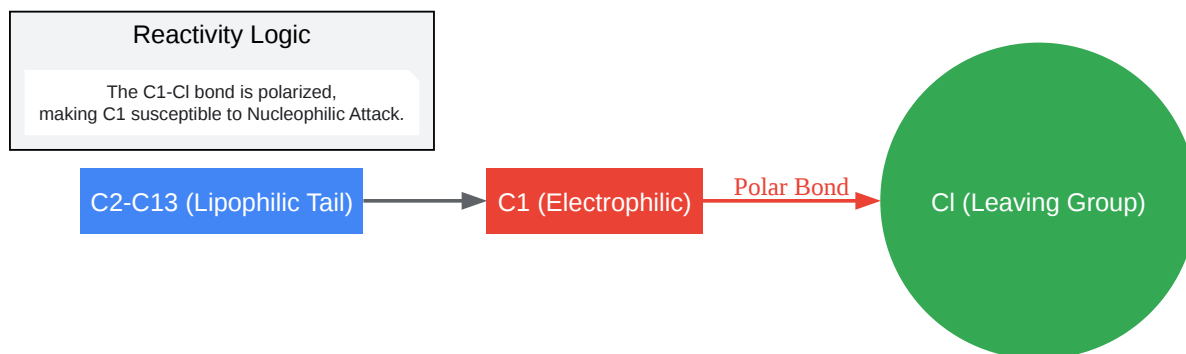 Reactivity Logic
The C1-Cl bond is polarized,
making C1 susceptible to Nucleophilic Attack.
C2-C13 (Lipophilic Tail)
C1 (Electrophilic)
Polar Bond
Cl (Leaving Group)